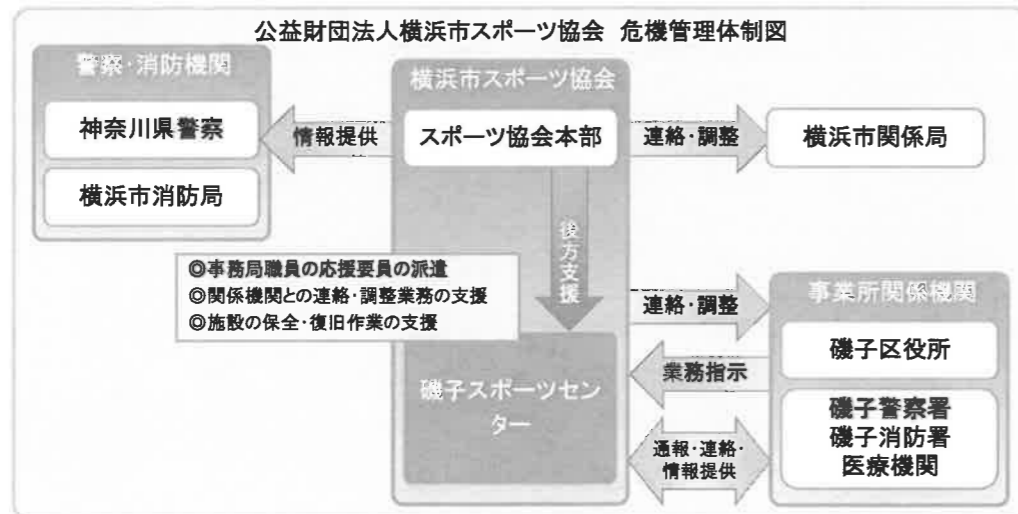 公益財団法人横浜市スポーツ協会 危機管理体制図
警察・消防機関
神奈川県警察
横浜市消防局
情報提供
横浜市スポーツ協会
スポーツ協会本部
連絡・調整
横浜市関係局
後方支援
◎事務局職員の応援要員の派遣
◎関係機関との連絡・調整業務の支援
◎施設の保全・復旧作業の支援
磯子スポーツセン
ター
連絡・調整
業務指示
通報・連絡・
情報提供
事業所関係機関
磯子区役所
磯子警察署
磯子消防署
医療機関